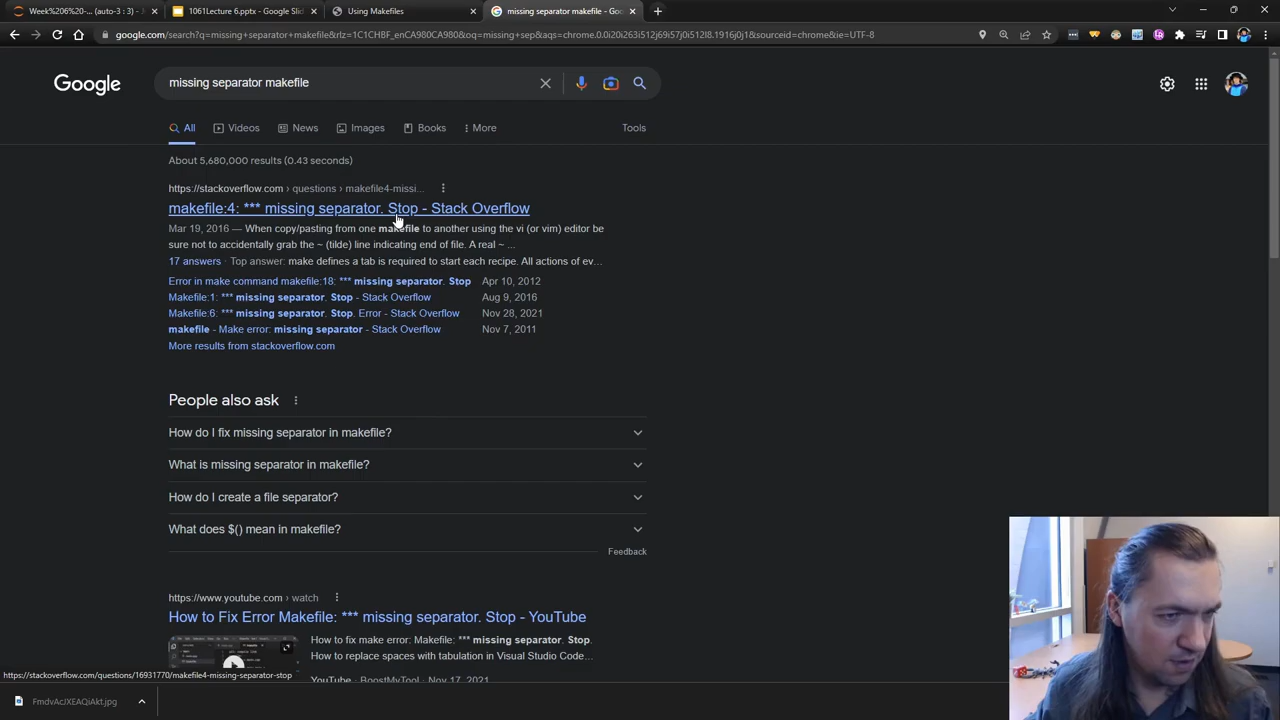 Week%206%20-... (auto-3 : 3) - J
1061Lecture 6.pptx - Google Slid
Using Makefiles
missing separator makefile - Goo
google.com/search?q=missing+separator+makefile&rlz=1C1CHBF_enCA980CA980&oq=missing+sep&aqs=chrome.0.0i20i263i512j69i57j0i512l8.1916j0j1&sourceid=chrome&ie=UTF-8
Google
missing separator makefile
All
Videos
News
Images
Books
More
Tools
About 5,680,000 results (0.43 seconds)
https://stackoverflow.com › questions › makefile4-missi...
makefile:4: *** missing separator. Stop - Stack Overflow
Mar 19, 2016 — When copy/pasting from one makefile to another using the vi (or vim) editor be
sure not to accidentally grab the ~ (tilde) line indicating end of file. A real ~ ...
17 answers · Top answer: make defines a tab is required to start each recipe. All actions of ev...
Error in make command makefile:18: *** missing separator. Stop Apr 10, 2012
Makefile:1: *** missing separator. Stop - Stack Overflow Aug 9, 2016
Makefile:6: *** missing separator. Stop. Error - Stack Overflow Nov 28, 2021
makefile - Make error: missing separator - Stack Overflow Nov 7, 2011
More results from stackoverflow.com
People also ask
How do I fix missing separator in makefile?
What is missing separator in makefile?
How do I create a file separator?
What does $() mean in makefile?
Feedback
https://www.youtube.com › watch
How to Fix Error Makefile: *** missing separator. Stop - YouTube
How to fix make error: Makefile: *** missing separator. Stop.
How to replace spaces with tabulation in Visual Studio Code...
YouTube · BoostMyTool · Nov 17, 2021
https://stackoverflow.com/questions/16931770/makefile4-missing-separator-stop
FmdvAcJXEAQiAkt.jpg